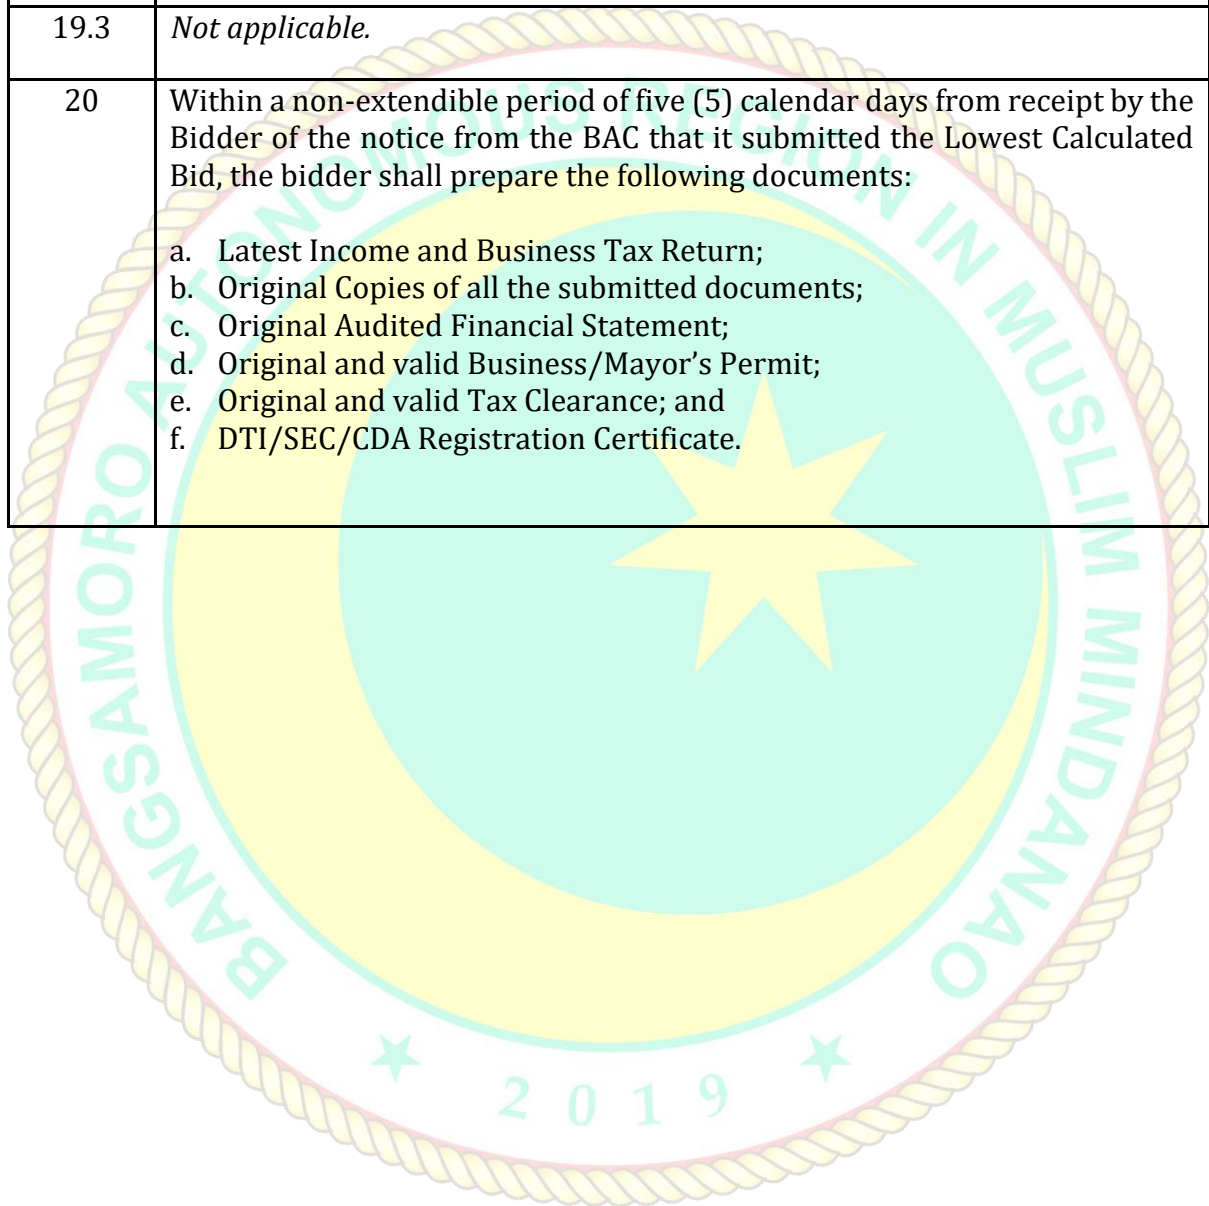 19.3 Not applicable.
20 Within a non-extendible period of five (5) calendar days from receipt by the
Bidder of the notice from the BAC that it submitted the Lowest Calculated
Bid, the bidder shall prepare the following documents:
a. Latest Income and Business Tax Return;
b. Original Copies of all the submitted documents;
c. Original Audited Financial Statement;
d. Original and valid Business/Mayor’s Permit;
e. Original and valid Tax Clearance; and
f. DTI/SEC/CDA Registration Certificate.
BANGSAMORO AUTONOMOUS REGION IN MUSLIM MINDANAO
2019